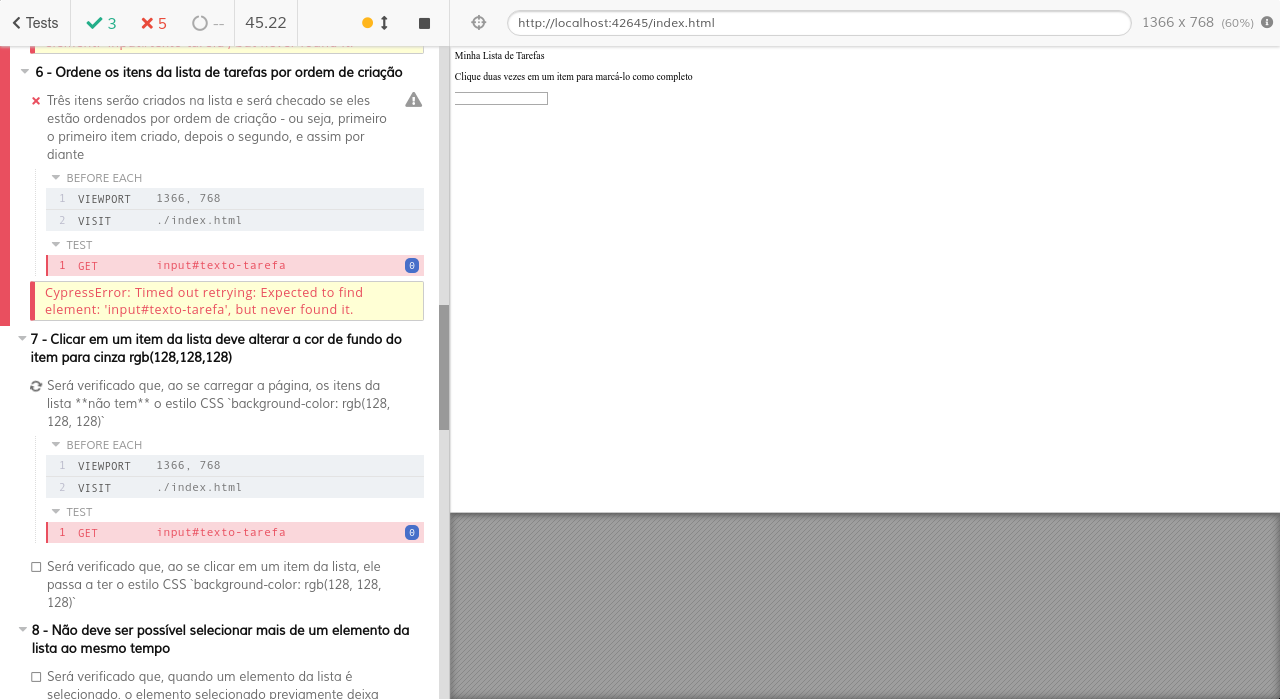 Tests
3
5
--
45.22
http://localhost:42645/index.html
1366 x 768 (60%)
6 - Ordene os itens da lista de tarefas por ordem de criação
Três itens serão criados na lista e será checado se eles
estão ordenados por ordem de criação - ou seja, primeiro
o primeiro item criado, depois o segundo, e assim por
diante
BEFORE EACH
1 VIEWPORT 1366, 768
2 VISIT ./index.html
TEST
1 GET input#texto-tarefa 0
CypressError: Timed out retrying: Expected to find
element: 'input#texto-tarefa', but never found it.
7 - Clicar em um item da lista deve alterar a cor de fundo do
item para cinza rgb(128,128,128)
Será verificado que, ao se carregar a página, os itens da
lista **não tem** o estilo CSS `background-color: rgb(128,
128, 128)`
BEFORE EACH
1 VIEWPORT 1366, 768
2 VISIT ./index.html
TEST
1 GET input#texto-tarefa 0
Será verificado que, ao se clicar em um item da lista, ele
passa a ter o estilo CSS `background-color: rgb(128, 128,
128)`
8 - Não deve ser possível selecionar mais de um elemento da
lista ao mesmo tempo
Será verificado que, quando um elemento da lista é
selecionado, o elemento selecionado previamente deixa
Minha Lista de Tarefas
Clique duas vezes em um item para marcá-lo como completo